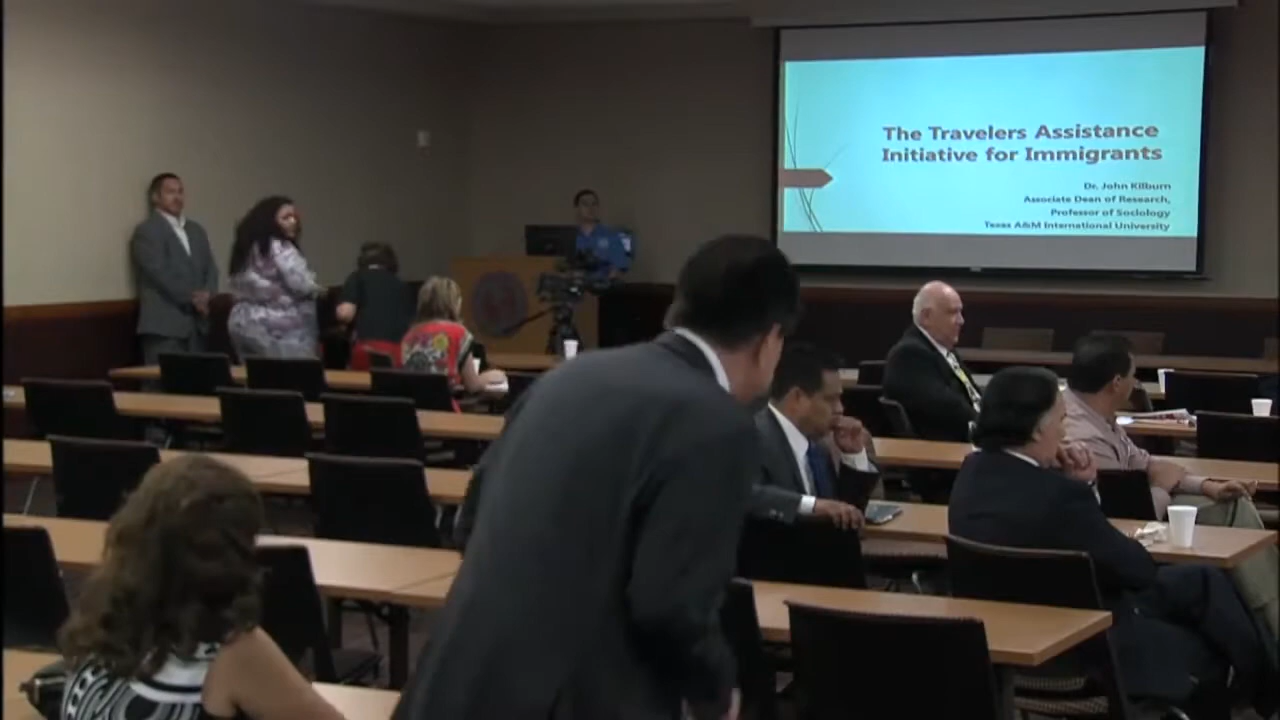 The Travelers Assistance
Initiative for Immigrants
Dr. John Kilburn
Associate Dean of Research,
Professor of Sociology
Texas A&M International University